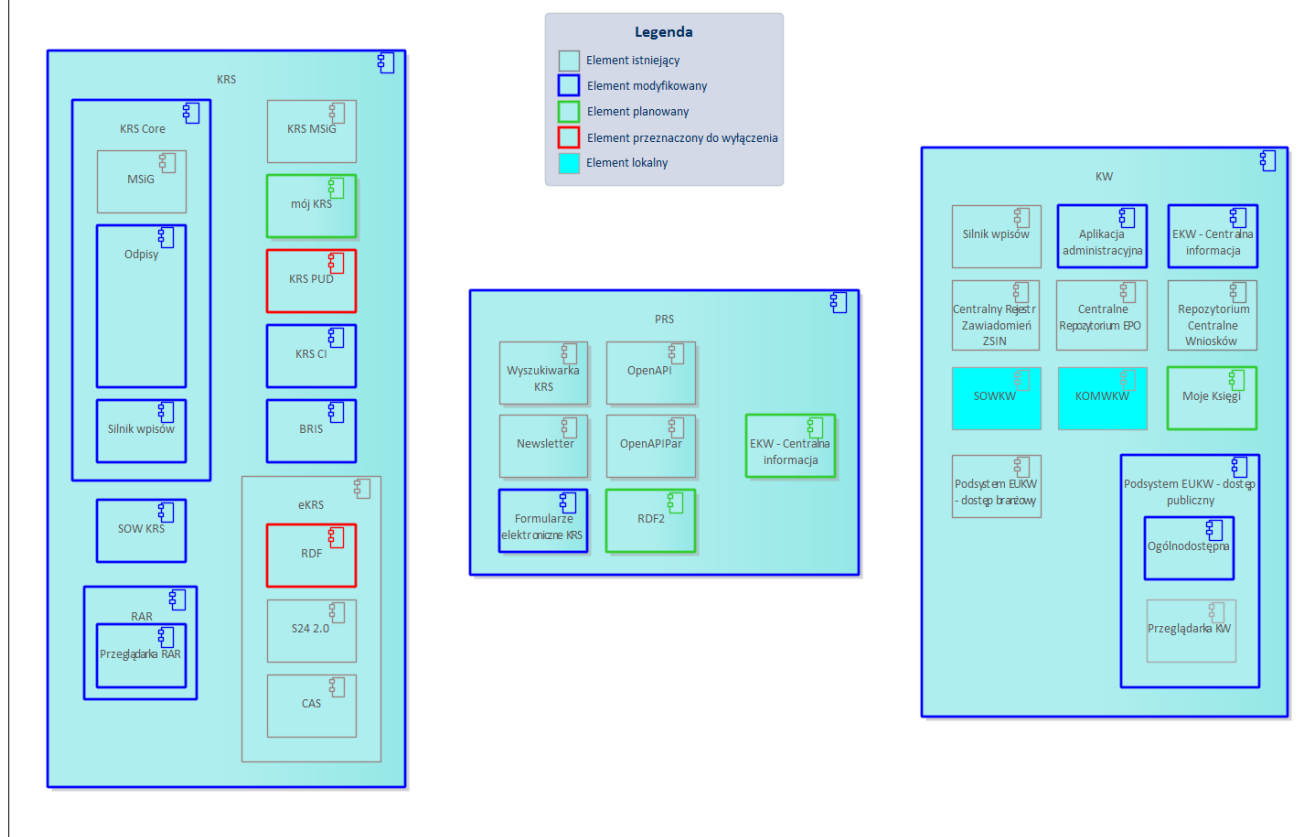 Legenda
Element istniejący
Element modyfikowany
Element planowany
Element przeznaczony do wyłączenia
Element lokalny
KRS
KRS Core
MSiG
Odpisy
Silnik wpisów
SOW KRS
RAR
Przeglądarka RAR
KRS MSiG
mój KRS
KRS PUD
KRS CI
BRIS
eKRS
RDF
S24 2.0
CAS
PRS
Wyszukiwarka
KRS
OpenAPI
Newsletter
OpenAPIPar
EKW - Centralna
informacja
Formularze
elektroniczne KRS
RDF2
KW
Silnik wpisów
Aplikacja
administracyjna
EKW - Centralna
informacja
Centralny Rejestr
Zawiadomień
ZSIN
Centralne
Repozytorium EPO
Repozytorium
Centralne
Wniosków
SOWKW
KOMWKW
Moje Księgi
Podsystem EUKW
- dostęp branżowy
Podsystem EUKW - dostęp
publiczny
Ogólnodostępna
Przeglądarka KW